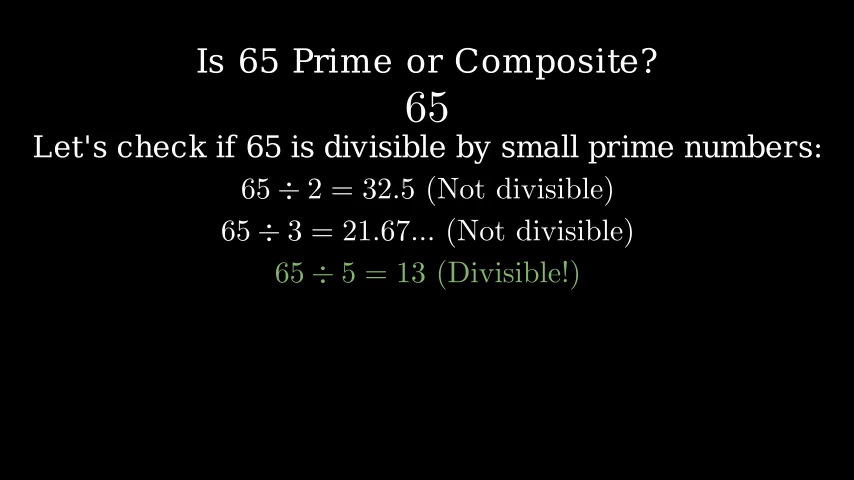 Is 65 Prime or Composite?
65
Let's check if 65 is divisible by small prime numbers:
65 ÷ 2 = 32.5 (Not divisible)
65 ÷ 3 = 21.67... (Not divisible)
65 ÷ 5 = 13 (Divisible!)